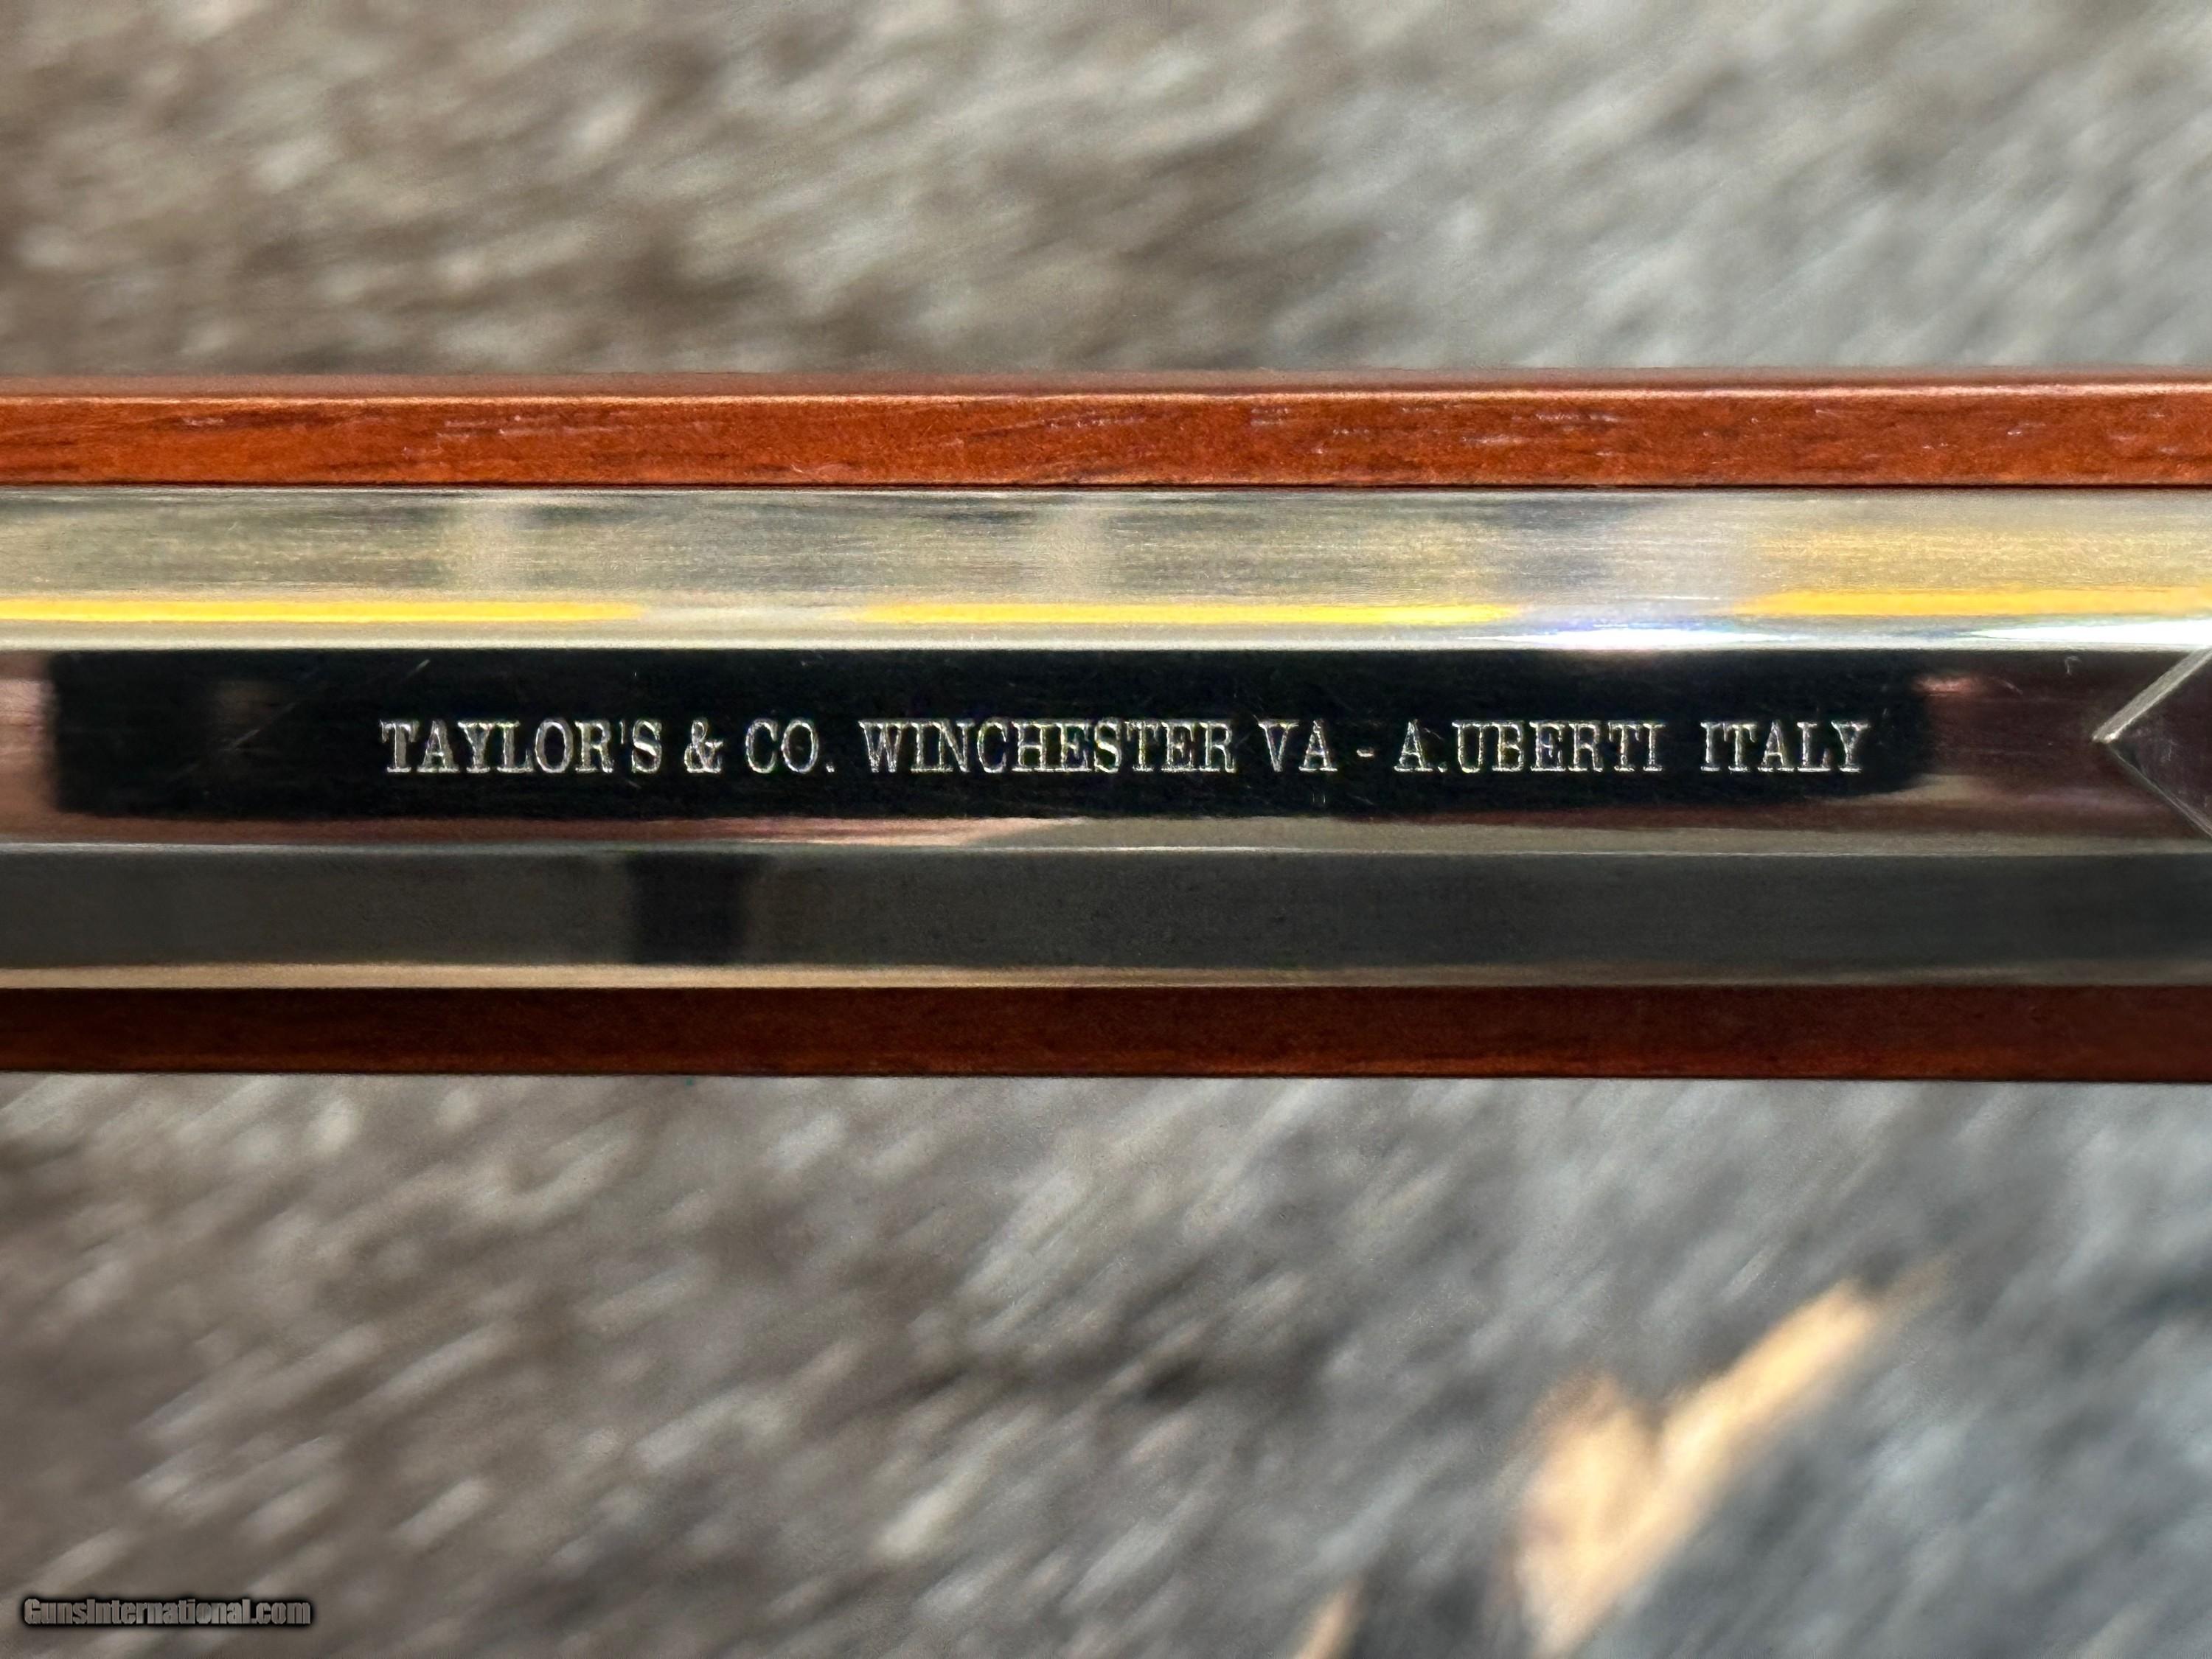 TAYLOR'S & CO. WINCHESTER VA - A.UBERTI ITALY
GunsInternational.com